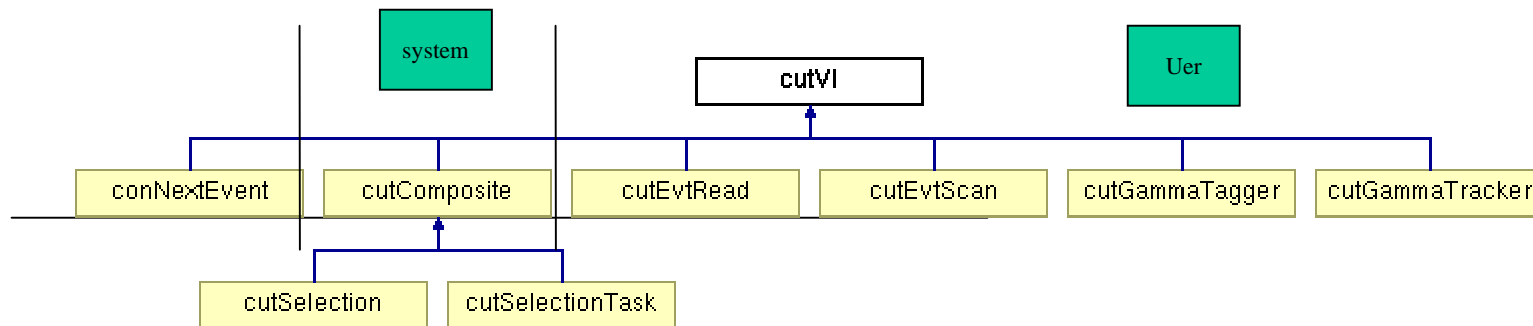 system
Uer
cutVI
conNextEvent
cutComposite
cutEvtRead
cutEvtScan
cutGammaTagger
cutGammaTracker
cutSelection
cutSelectionTask